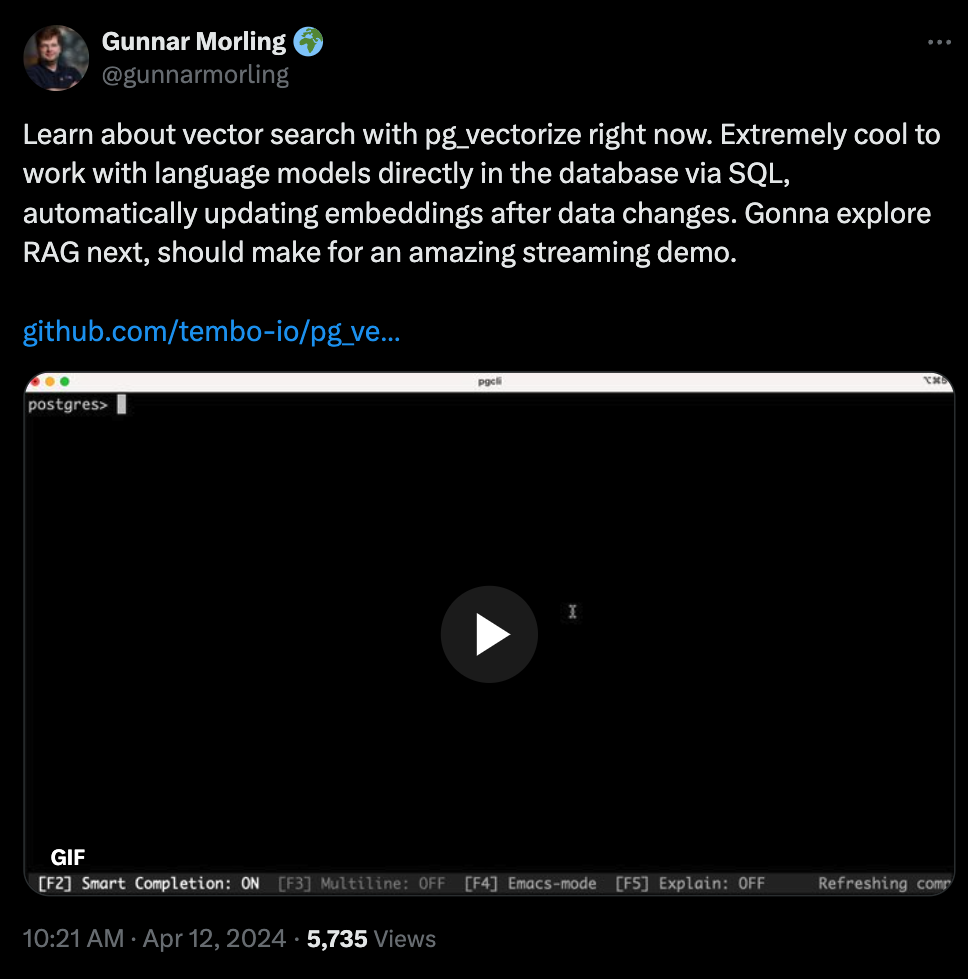 Gunnar Morling 🌍
@gunnarmorling
Learn about vector search with pg_vectorize right now. Extremely cool to
work with language models directly in the database via SQL,
automatically updating embeddings after data changes. Gonna explore
RAG next, should make for an amazing streaming demo.
github.com/tembo-io/pg_ve...
pgcli
postgres>
GIF
[F2] Smart Completion: ON [F3] Multiline: OFF [F4] Emacs-mode [F5] Explain: OFF Refreshing
10:21 AM · Apr 12, 2024 · 5,735 Views